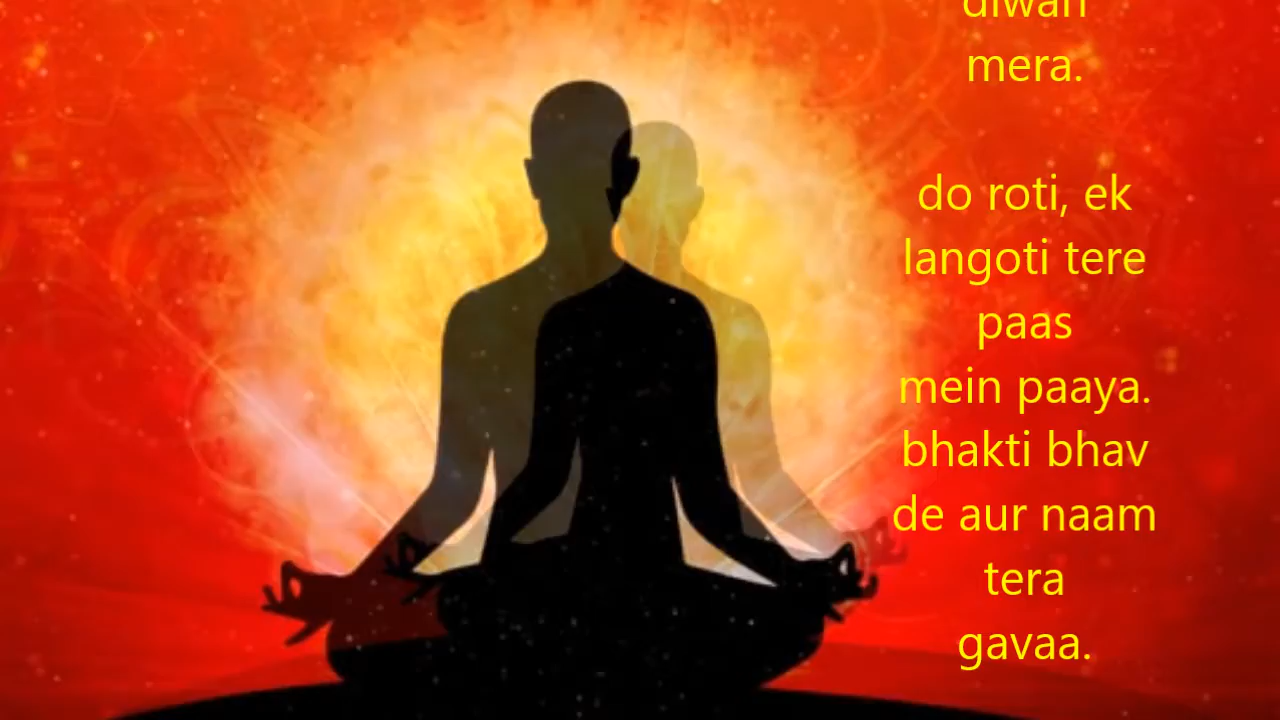 mera.
do roti, ek
langoti tere
paas
mein paaya.
bhakti bhav
de aur naam
tera
gavaa.